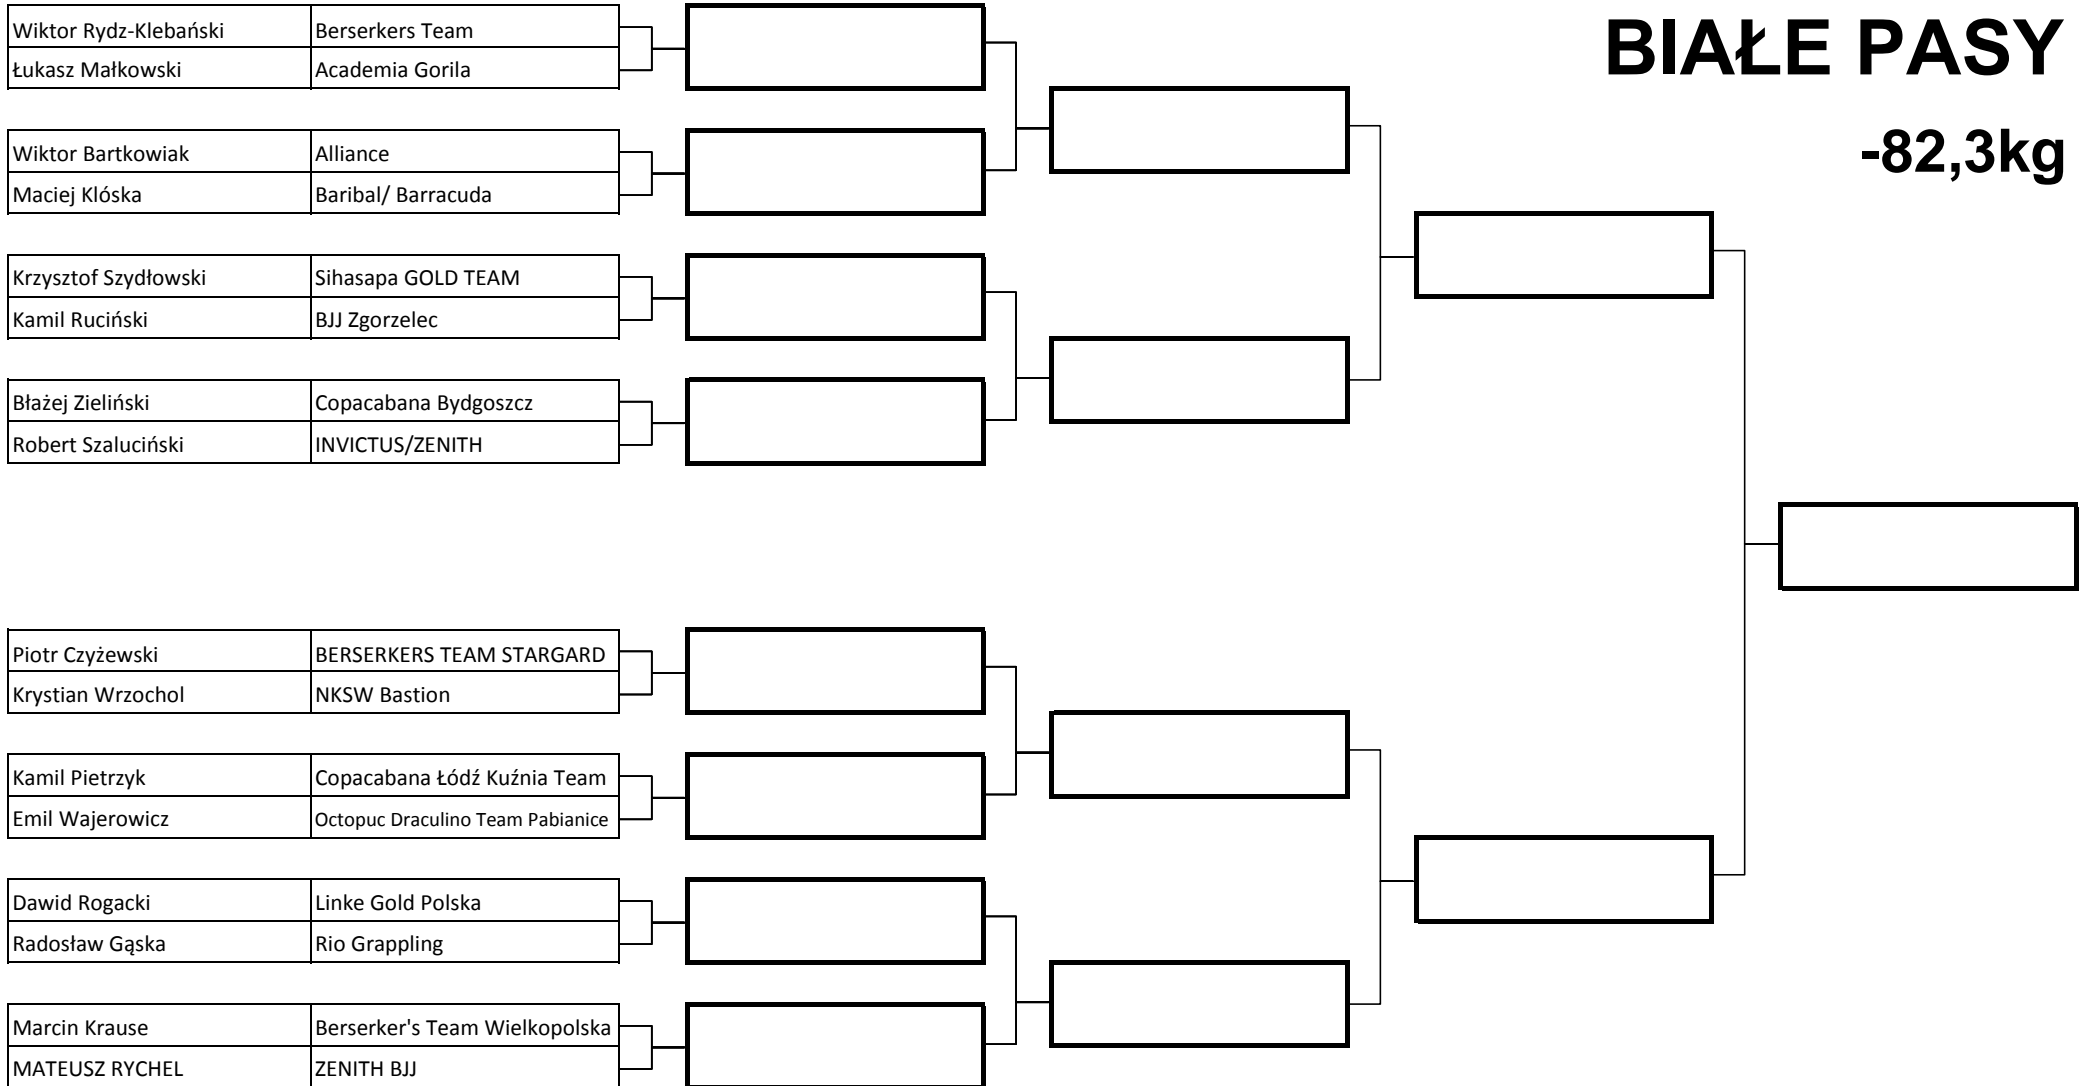 BIAŁE PASY
-82,3kg
Wiktor Rydz-Klebański Berserkers Team
Łukasz Małkowski Academia Gorila
Wiktor Bartkowiak Alliance
Maciej Klóska Baribal/ Barracuda
Krzysztof Szydłowski Sihasapa GOLD TEAM
Kamil Ruciński BJJ Zgorzelec
Błażej Zieliński Copacabana Bydgoszcz
Robert Szaluciński INVICTUS/ZENITH
Piotr Czyżewski BERSERKERS TEAM STARGARD
Krystian Wrzochol NKSW Bastion
Kamil Pietrzyk Copacabana Łódź Kuźnia Team
Emil Wajerowicz Octopuc Draculino Team Pabianice
Dawid Rogacki Linke Gold Polska
Radosław Gąska Rio Grappling
Marcin Krause Berserker's Team Wielkopolska
MATEUSZ RYCHEL ZENITH BJJ